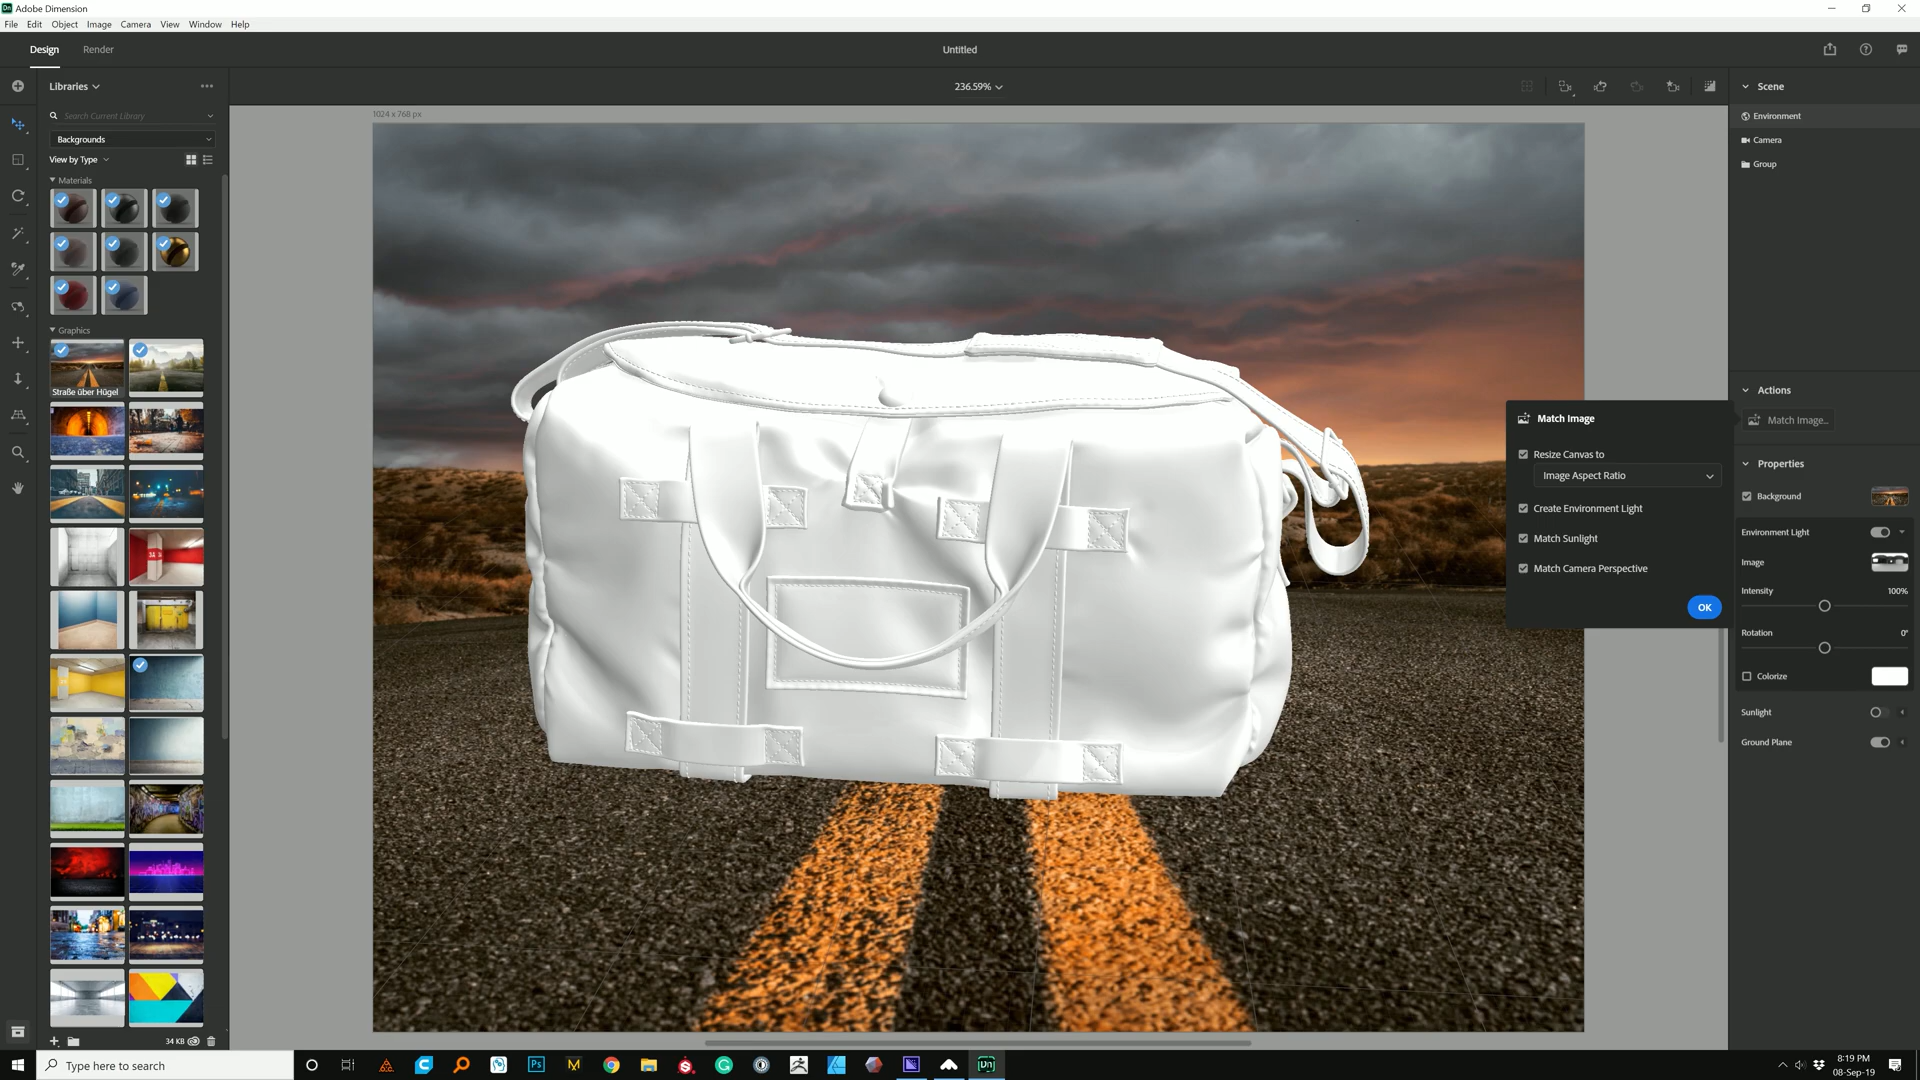 Dn Adobe Dimension
File Edit Object Image Camera View Window Help
Design Render
Untitled
Libraries
236.59%
Scene
Search Current Library
1024 x 768 px
Environment
Backgrounds
Camera
View by Type
Group
Materials
Graphics
Straße über Hügel
Actions
Match Image...
Match Image
Resize Canvas to
Image Aspect Ratio
Create Environment Light
Match Sunlight
Match Camera Perspective
OK
Properties
Background
Environment Light
Image
Intensity 100%
Rotation 0°
Colorize
Sunlight
Ground Plane
34 KB
Type here to search
Ps
Dn
8:19 PM
08-Sep-19